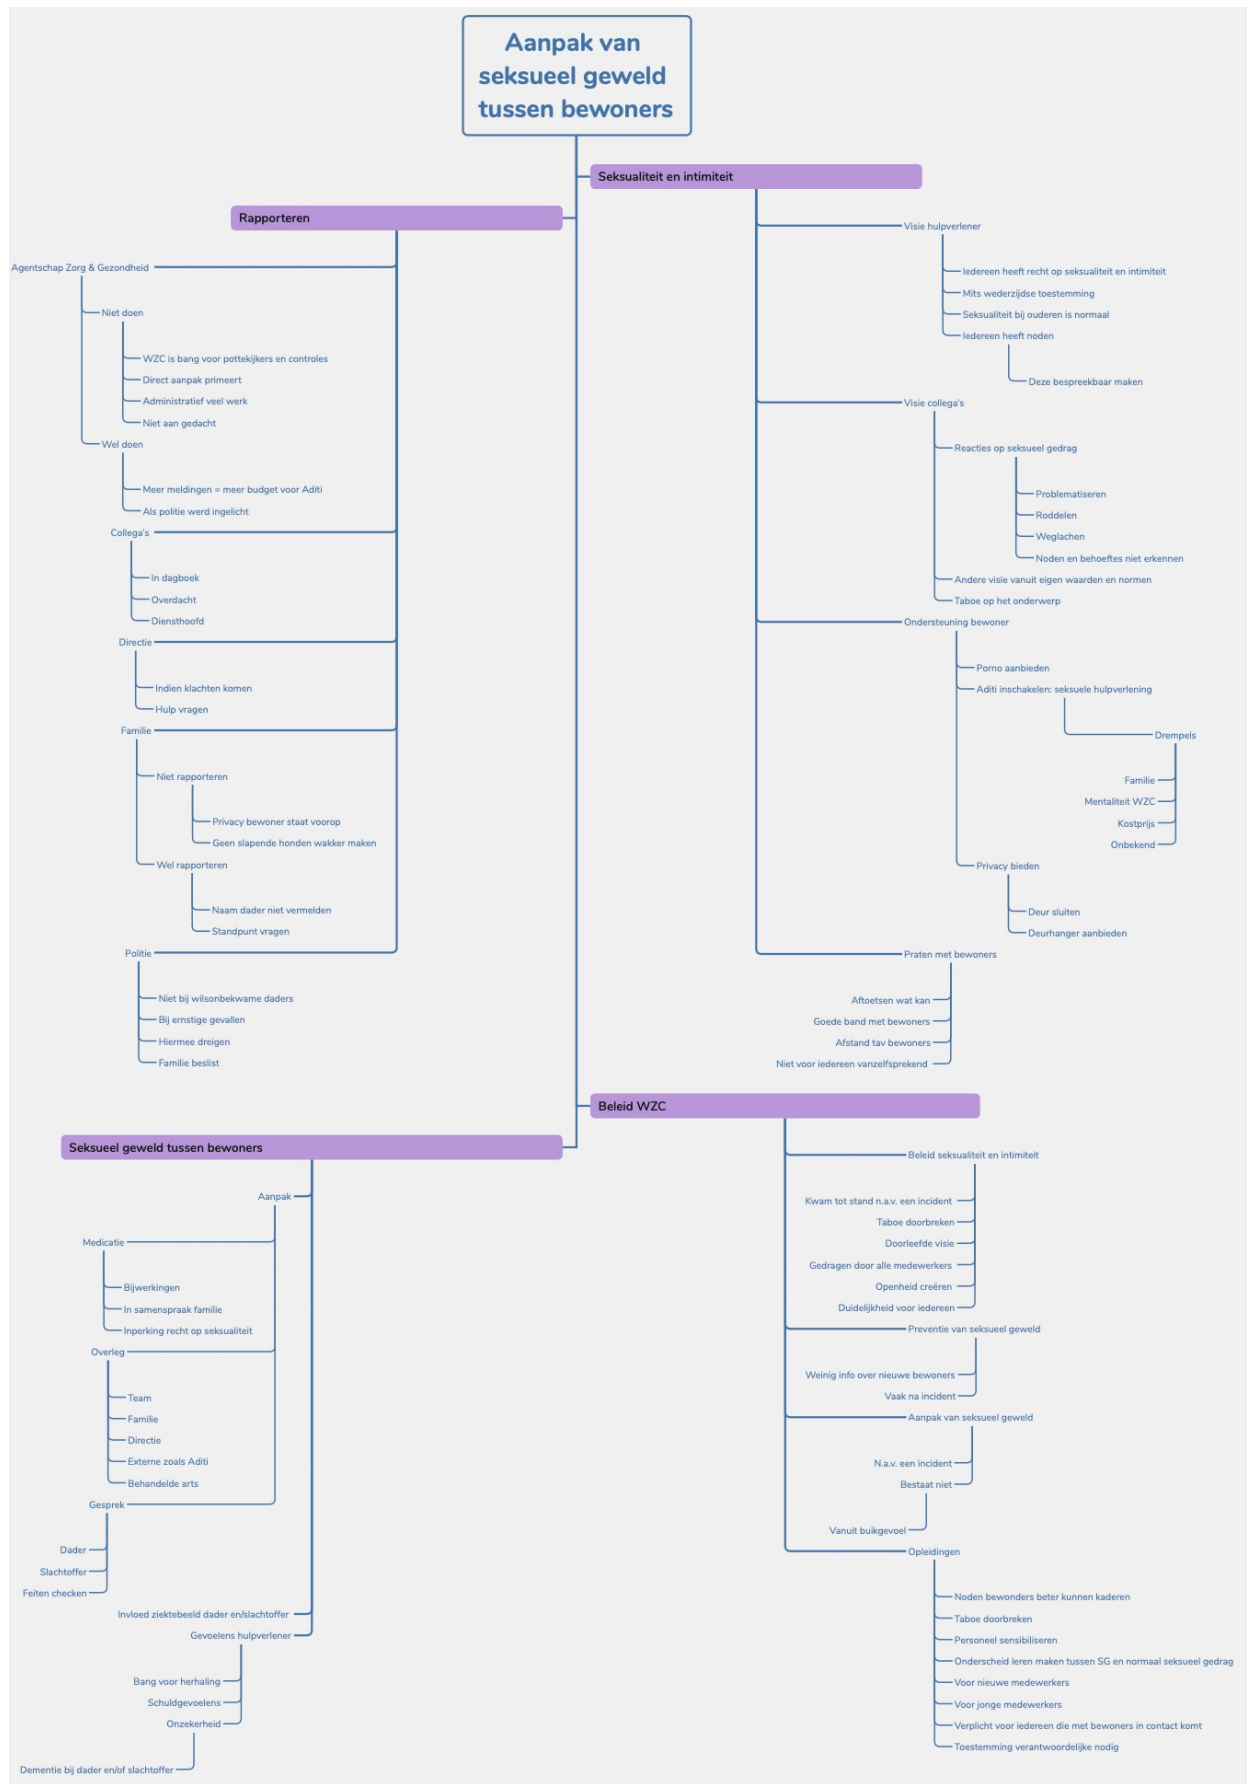 Aanpak van
seksueel geweld
tussen bewoners
Seksualiteit en intimiteit
Visie hulpverlener
Iedereen heeft recht op seksualiteit en intimiteit
Mits wederzijdse toestemming
Seksualiteit bij ouderen is normaal
Iedereen heeft noden
Deze bespreekbaar maken
Visie collega's
Reacties op seksueel gedrag
Problematiseren
Roddelen
Weglachen
Noden en behoeftes niet erkennen
Andere visie vanuit eigen waarden en normen
Taboe op het onderwerp
Ondersteuning bewoner
Porno aanbieden
Aditi inschakelen: seksuele hulpverlening
Drempels
Familie
Mentaliteit WZC
Kostprijs
Onbekend
Privacy bieden
Deur sluiten
Deurhanger aanbieden
Praten met bewoners
Aftoetsen wat kan
Goede band met bewoners
Afstand tav bewoners
Niet voor iedereen vanzelfsprekend
Rapporteren
Agentschap Zorg & Gezondheid
Niet doen
WZC is bang voor pottekijkers en controles
Direct aanpak primeert
Administratief veel werk
Niet aan gedacht
Wel doen
Meer meldingen = meer budget voor Aditi
Als politie werd ingelicht
Collega's
In dagboek
Overdacht
Diensthoofd
Directie
Indien klachten komen
Hulp vragen
Familie
Niet rapporteren
Privacy bewoner staat voorop
Geen slapende honden wakker maken
Wel rapporteren
Naam dader niet vermelden
Standpunt vragen
Politie
Niet bij wilsonbekwame daders
Bij ernstige gevallen
Hiermee dreigen
Familie beslist
Beleid WZC
Beleid seksualiteit en intimiteit
Kwam tot stand n.a.v. een incident
Taboe doorbreken
Doorleefde visie
Gedragen door alle medewerkers
Openheid creëren
Duidelijkheid voor iedereen
Preventie van seksueel geweld
Weinig info over nieuwe bewoners
Vaak na incident
Aanpak van seksueel geweld
N.a.v. een incident
Bestaat niet
Vanuit buikgevoel
Opleidingen
Noden bewonders beter kunnen kaderen
Taboe doorbreken
Personeel sensibiliseren
Onderscheid leren maken tussen SG en normaal seksueel gedrag
Voor nieuwe medewerkers
Voor jonge medewerkers
Verplicht voor iedereen die met bewoners in contact komt
Toestemming verantwoordelijke nodig
Seksueel geweld tussen bewoners
Aanpak
Medicatie
Bijwerkingen
In samenspraak familie
Inperking recht op seksualiteit
Overleg
Team
Familie
Directie
Externe zoals Aditi
Behandelde arts
Gesprek
Dader
Slachtoffer
Feiten checken
Invloed ziektebeeld dader en/slachtoffer
Gevoelens hulpverlener
Bang voor herhaling
Schuldgevoelens
Onzekerheid
Dementie bij dader en/of slachtoffer